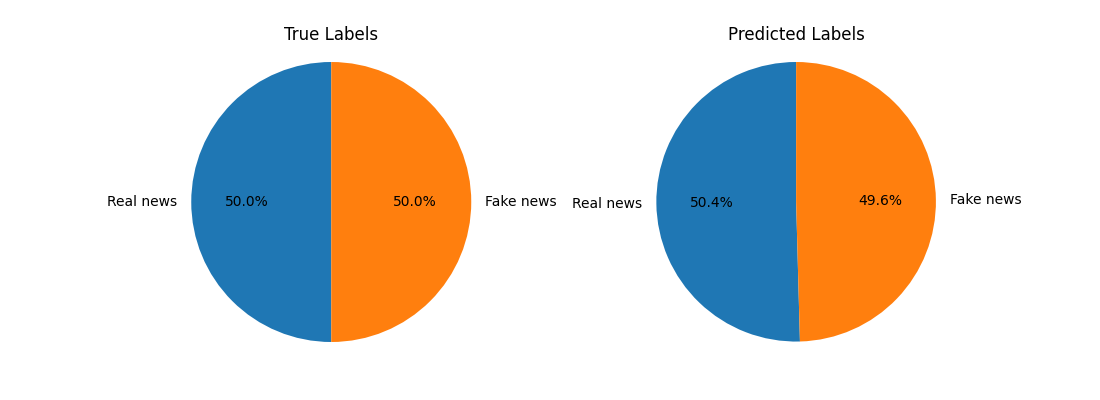 True Labels
Real news
50.0%
50.0%
Fake news
Predicted Labels
Real news
50.4%
49.6%
Fake news